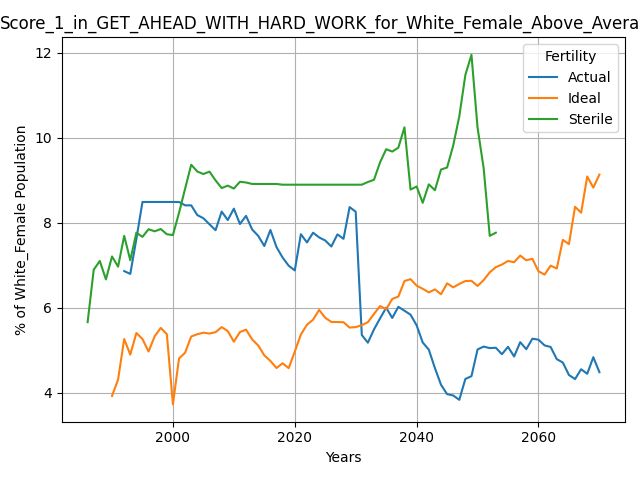 Score_1_in_GET_AHEAD_WITH_HARD_WORK_for_White_Female_Above_Avera
Fertility
Actual
Ideal
Sterile
% of White_Female Population
12
10
8
6
4
2000 2020 2040 2060
Years